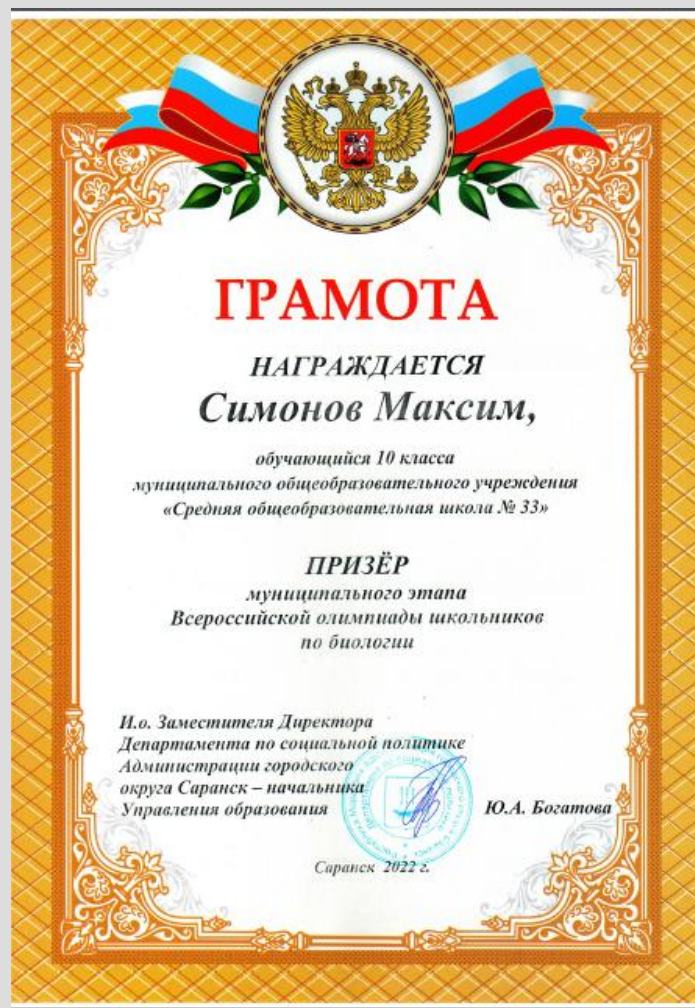 ГРАМОТА
НАГРАЖДАЕТСЯ
Симонов Максим,
обучающийся 10 класса
муниципального общеобразовательного учреждения
«Средняя общеобразовательная школа № 33»
ПРИЗЁР
муниципального этапа
Всероссийской олимпиады школьников
по биологии
И.о. Заместителя Директора
Департамента по социальной политике
Администрации городского
округа Саранск – начальника
Управления образования
Ю.А. Богатова
Саранск 2022 г.